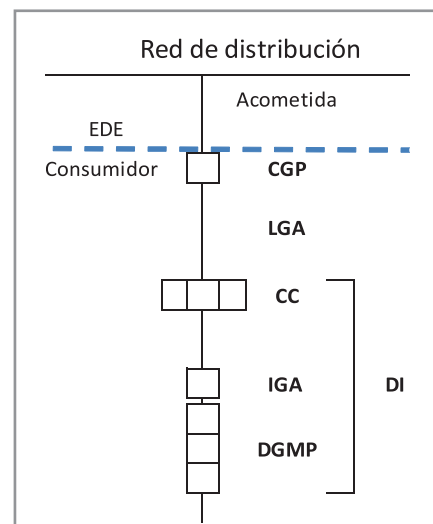 Red de distribución
Acometida
EDE
Consumidor
CGP
LGA
CC
IGA
DI
DGMP